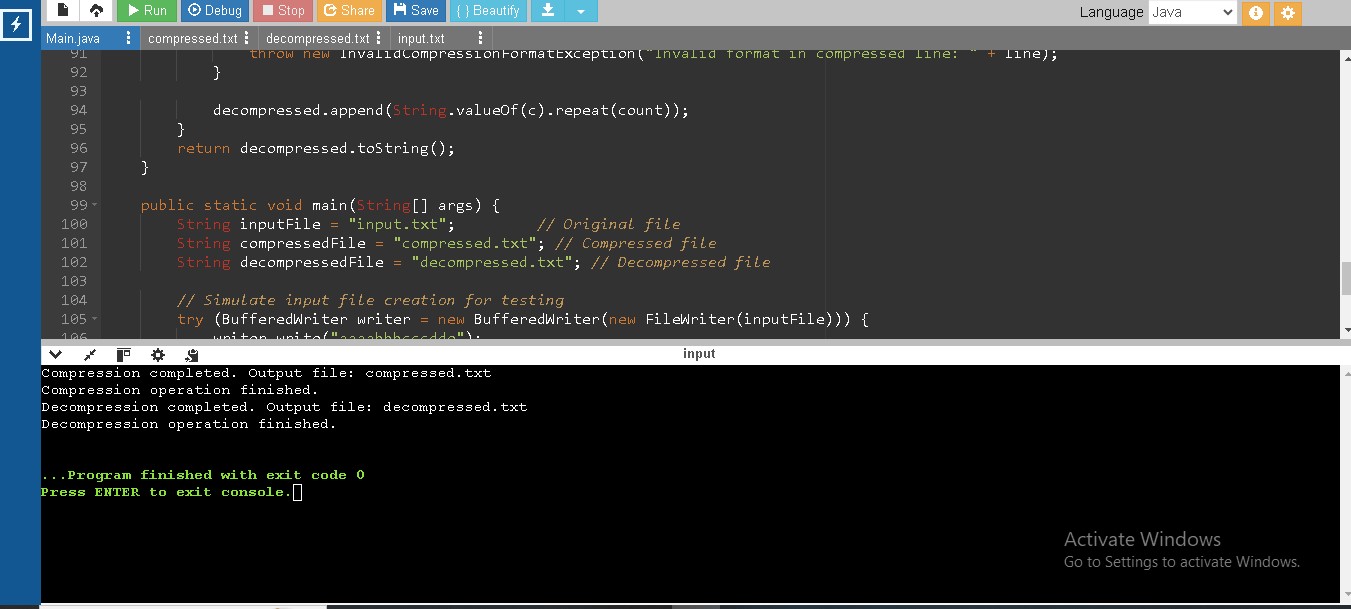 Run Debug Stop Share Save { } Beautify Language Java
Main.java compressed.txt decompressed.txt input.txt
91 throw new InvalidCompressionFormatException("Invalid format in compressed line: " + line);
92 }
93
94 decompressed.append(String.valueOf(c).repeat(count));
95 }
96 return decompressed.toString();
97 }
98
99 public static void main(String[] args) {
100 String inputFile = "input.txt"; // Original file
101 String compressedFile = "compressed.txt"; // Compressed file
102 String decompressedFile = "decompressed.txt"; // Decompressed file
103
104 // Simulate input file creation for testing
105 try (BufferedWriter writer = new BufferedWriter(new FileWriter(inputFile))) {
106 writer.write(
input
Compression completed. Output file: compressed.txt
Compression operation finished.
Decompression completed. Output file: decompressed.txt
Decompression operation finished.
...Program finished with exit code 0
Press ENTER to exit console.
Activate Windows
Go to Settings to activate Windows.